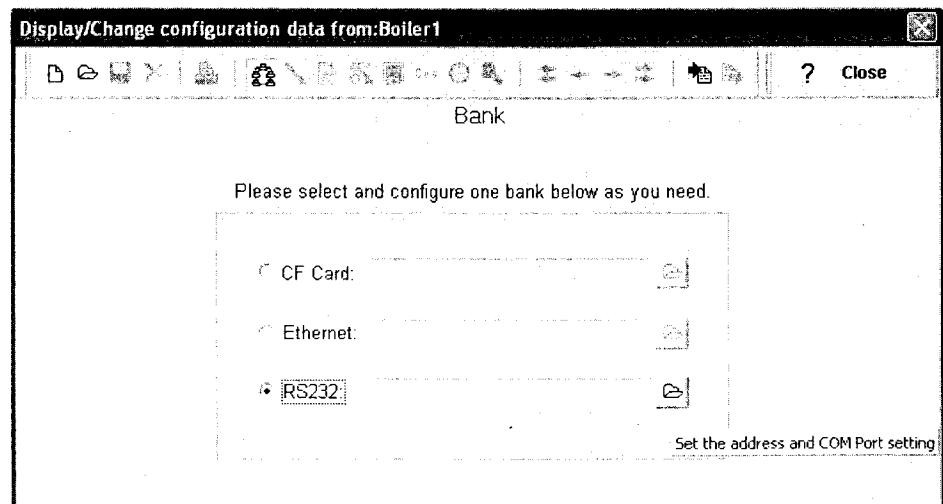 Display/Change configuration data from:Boiler1
? Close
Bank
Please select and configure one bank below as you need.
CF Card:
Ethernet:
RS232:
Set the address and COM Port setting